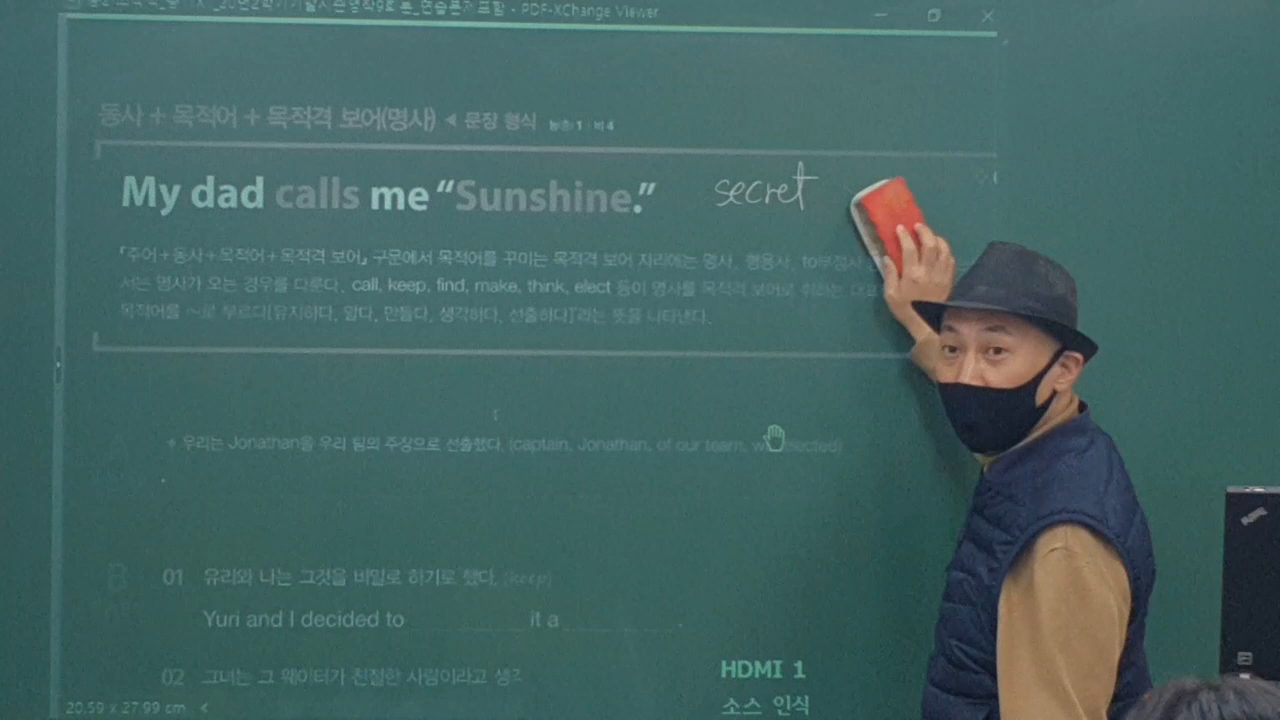 - PDF-XChange Viewer
동사 + 목적어 + 목적격 보어(명사) ◂ 문장 형식
My dad calls me “Sunshine.” secret
『주어+동사+목적어+목적격 보어』 구문에서 목적어를 꾸미는 목적격 보어 자리에는 명사, 형용사, to부정사
서는 명사가 오는 경우를 다룬다. call, keep, find, make, think, elect 등이 명사를 목적격 보어로 취하는
목적어를 ~로 부르다[유지하다, 알다, 만들다, 생각하다, 선출하다]'라는 뜻을 나타낸다.
우리는 Jonathan을 우리 팀의 주장으로 선출했다. (captain, Jonathan, of our team,
B
01 유리와 나는 그것을 비밀로 하기로 했다. (keep)
Yuri and I decided to ________ it a ________.
02 그녀는 그 웨이터가 친절한 사람이라고
HDMI 1
소스 인식
20.59 x 27.99 cm <